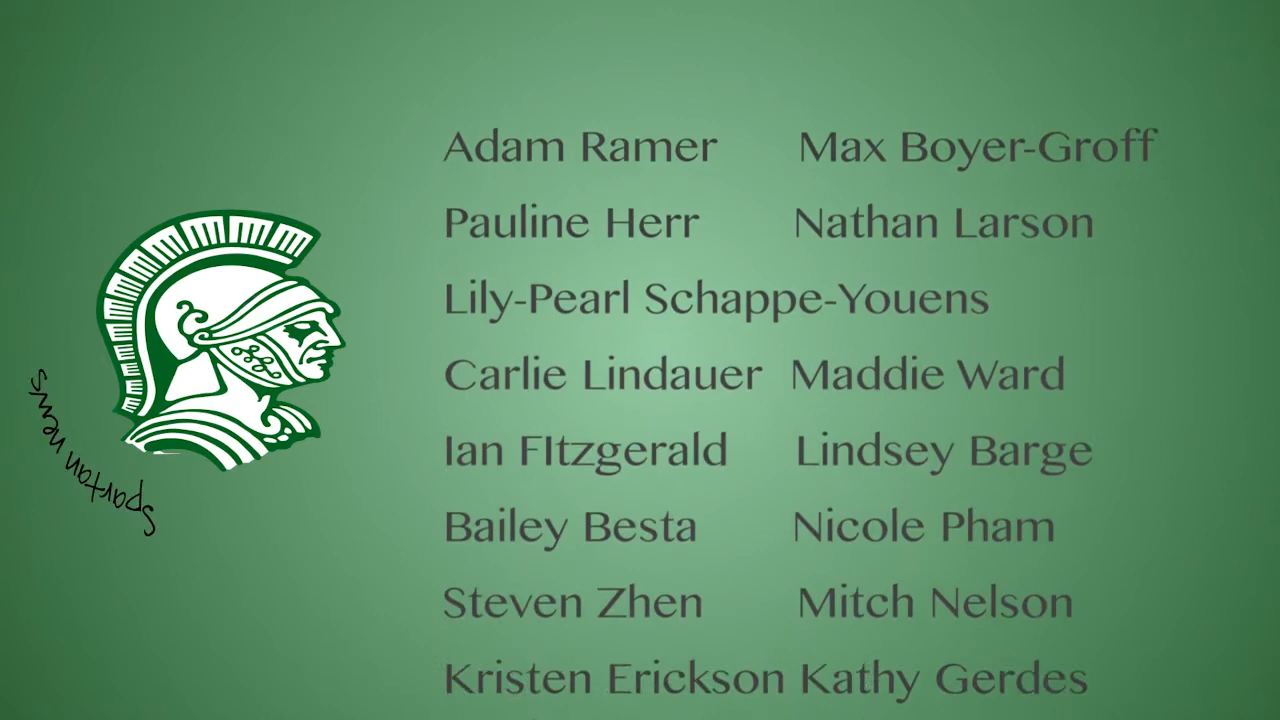 Adam Ramer Max Boyer-Groff
Pauline Herr Nathan Larson
Lily-Pearl Schappe-Youens
Carlie Lindauer Maddie Ward
Ian FItzgerald Lindsey Barge
Bailey Besta Nicole Pham
Steven Zhen Mitch Nelson
Kristen Erickson Kathy Gerdes
spartan news